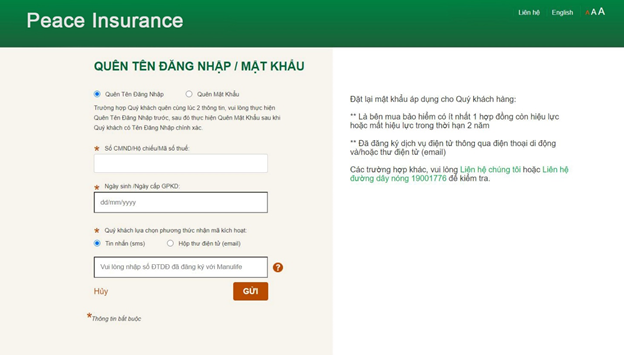 Peace Insurance
Liên hệ English A A A
QUÊN TÊN ĐĂNG NHẬP / MẬT KHẨU
Quên Tên Đăng Nhập Quên Mật Khẩu
Trường hợp Quý khách quên cùng lúc 2 thông tin, vui lòng thực hiện
Quên Tên Đăng Nhập trước, sau đó thực hiện Quên Mật Khẩu sau khi
Quý khách có Tên Đăng Nhập chính xác.
* Số CMND/Hộ chiếu/Mã số thuế:
* Ngày sinh /Ngày cấp GPKD:
dd/mm/yyyy
* Quý khách lựa chọn phương thức nhận mã kích hoạt:
Tin nhắn (sms) Hộp thư điện tử (email)
Vui lòng nhập số ĐTDĐ đã đăng ký với Manulife ?
Hủy GỬI
*Thông tin bắt buộc
Đặt lại mật khẩu áp dụng cho Quý khách hàng:
** Là bên mua bảo hiểm có ít nhất 1 hợp đồng còn hiệu lực
hoặc mất hiệu lực trong thời hạn 2 năm
** Đã đăng ký dịch vụ điện tử thông qua điện thoại di động
và/hoặc thư điện tử (email)
Các trường hợp khác, vui lòng Liên hệ chúng tôi hoặc Liên hệ
đường dây nóng 19001776 để kiểm tra.